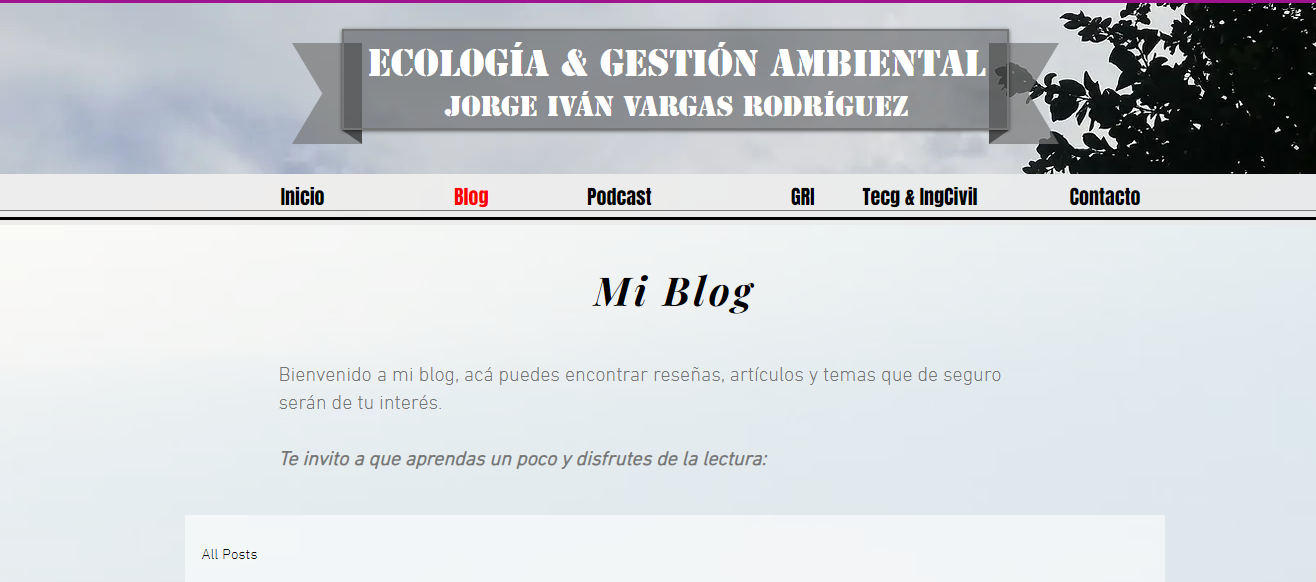 Ecología & Gestión Ambiental
Jorge Iván Vargas Rodríguez
Inicio Blog Podcast GRI Tecg & IngCivil Contacto
Mi Blog
Bienvenido a mi blog, acá puedes encontrar reseñas, artículos y temas que de seguro
serán de tu interés.
Te invito a que aprendas un poco y disfrutes de la lectura:
All Posts